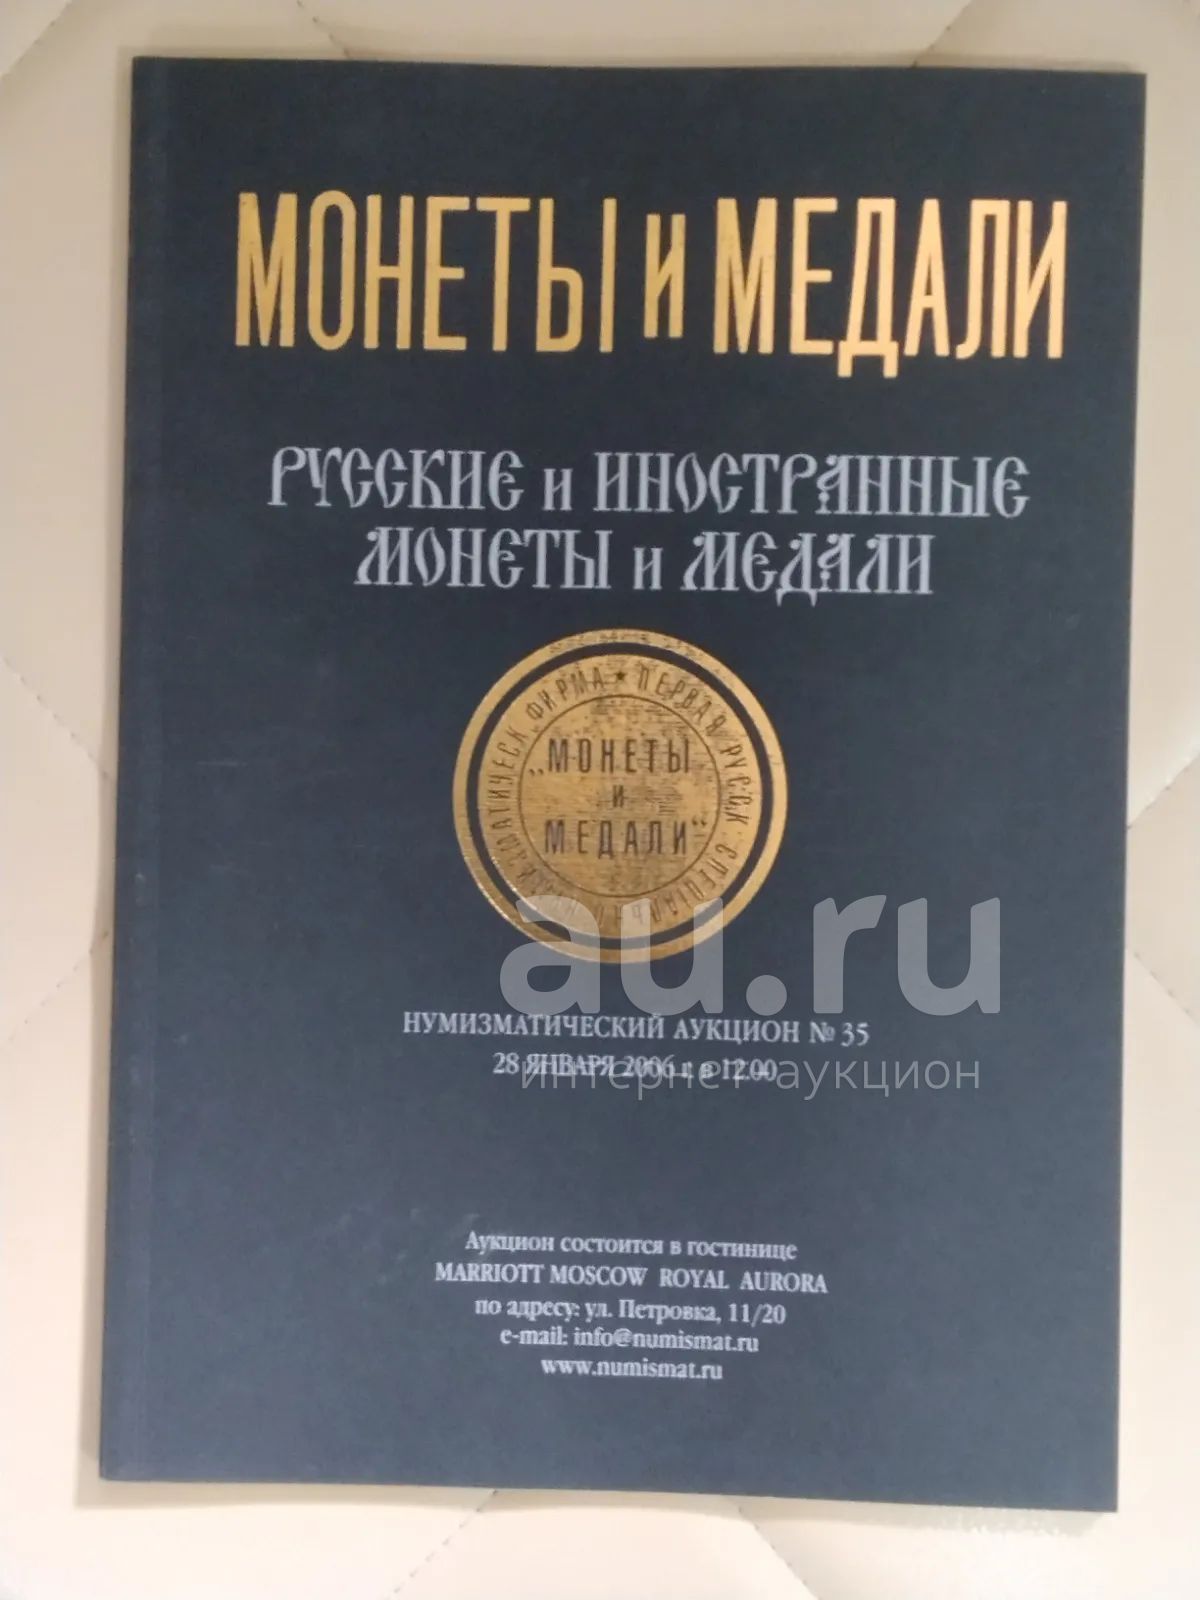 МОНЕТЫ и МЕДАЛИ
РУССКИЕ и ИНОСТРАННЫЕ
МОНЕТЫ и МЕДАЛИ
ПЕРВАЯ РУССК. СПЕЦІАЛЬН. НУМИЗМАТИЧЕСК. ФИРМА ★
„МОНЕТЫ
и
МЕДАЛИ“
au.ru
интернет-аукцион
НУМИЗМАТИЧЕСКИЙ АУКЦИОН № 35
28 ЯНВАРЯ 2006 г. в 12.00
Аукцион состоится в гостинице
MARRIOTT MOSCOW ROYAL AURORA
по адресу: ул. Петровка, 11/20
e-mail: info@numismat.ru
www.numismat.ru